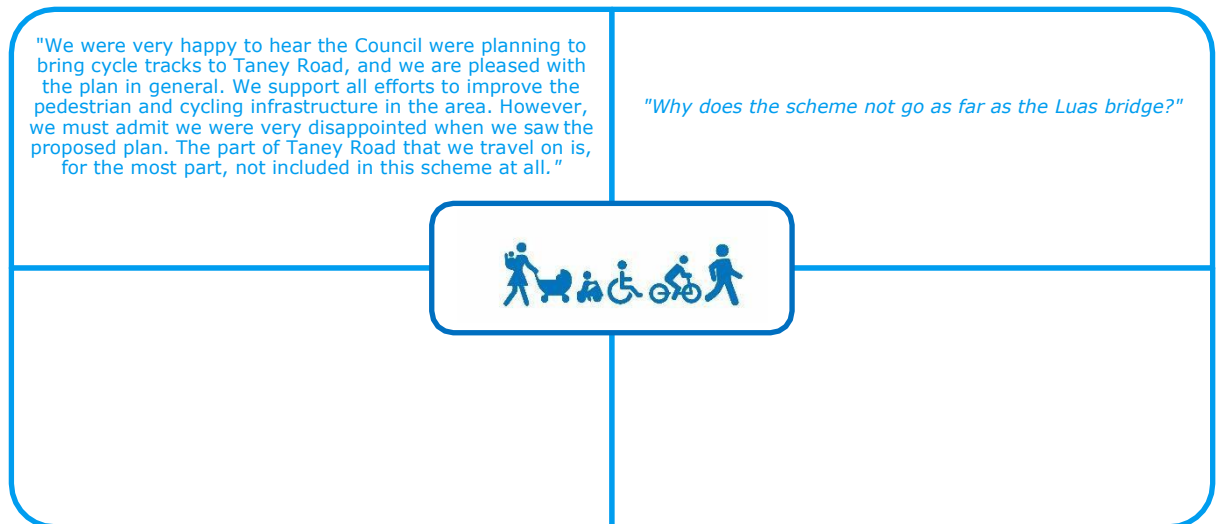 "We were very happy to hear the Council were planning to
bring cycle tracks to Taney Road, and we are pleased with
the plan in general. We support all efforts to improve the
pedestrian and cycling infrastructure in the area. However,
we must admit we were very disappointed when we saw the
proposed plan. The part of Taney Road that we travel on is,
for the most part, not included in this scheme at all."
"Why does the scheme not go as far as the Luas bridge?"